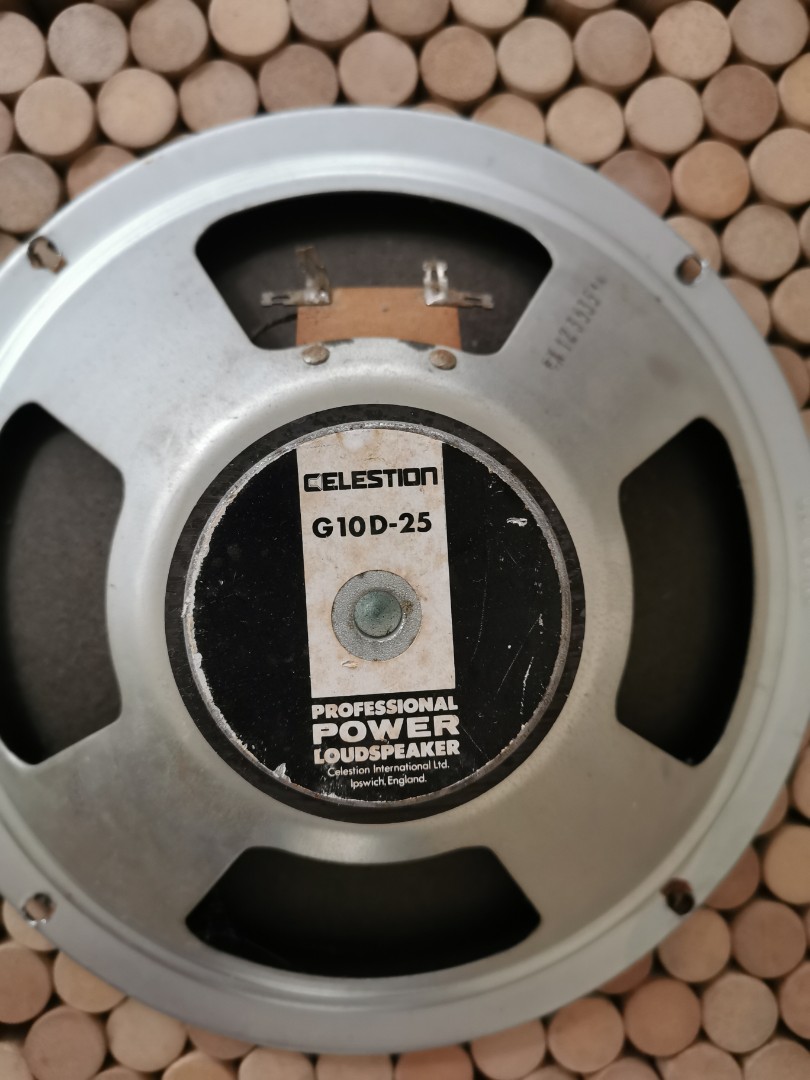 CELESTION
G10D-25
PROFESSIONAL
POWER
LOUDSPEAKER
Celestion International Ltd.
Ipswich, England.